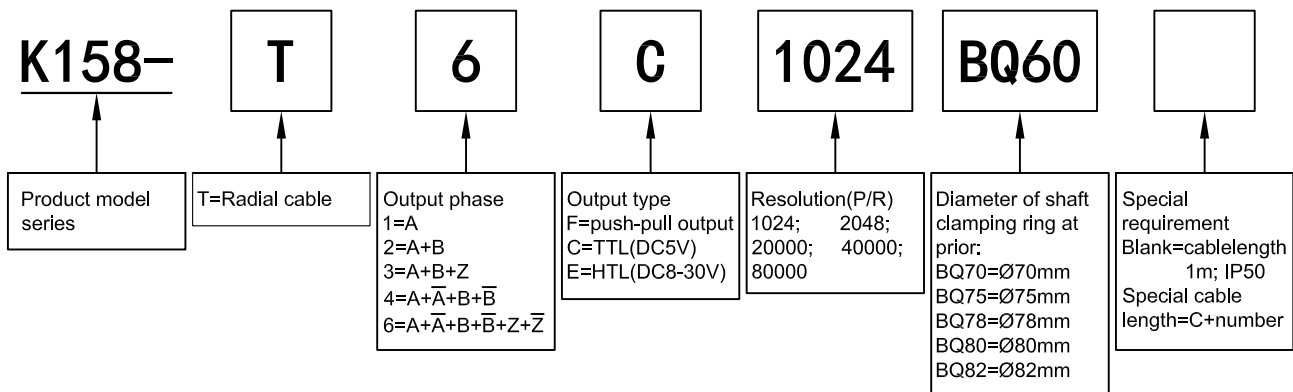 K158- T 6 C 1024 BQ60
Product model
series
T=Radial cable
Output phase
1=A
2=A+B
3=A+B+Z
4=A+A̅+B+B̅
6=A+A̅+B+B̅+Z+Z̅
Output type
F=push-pull output
C=TTL(DC5V)
E=HTL(DC8-30V)
Resolution(P/R)
1024; 2048;
20000; 40000;
80000
Diameter of shaft
clamping ring at
prior:
BQ70=Ø70mm
BQ75=Ø75mm
BQ78=Ø78mm
BQ80=Ø80mm
BQ82=Ø82mm
Special
requirement
Blank=cablelength
1m; IP50
Special cable
length=C+number